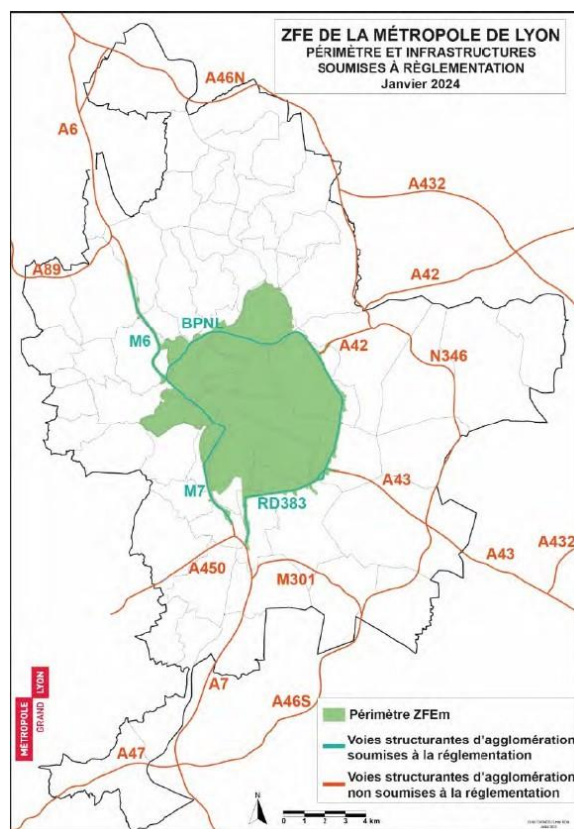 ZFE DE LA MÉTROPOLE DE LYON
PÉRIMÈTRE ET INFRASTRUCTURES
SOUMISES À RÈGLEMENTATION
Janvier 2024
A46N
A6
A432
A89
A42
BPNL
M6
A42
N346
A43
M7
RD383
A450
M301
A43
A432
A7
A46S
A47
MÉTROPOLE
GRAND LYON
Périmètre ZFEm
Voies structurantes d'agglomération
soumises à la réglementation
Voies structurantes d'agglomération
non soumises à la réglementation
N
0 1 2 3 4 km